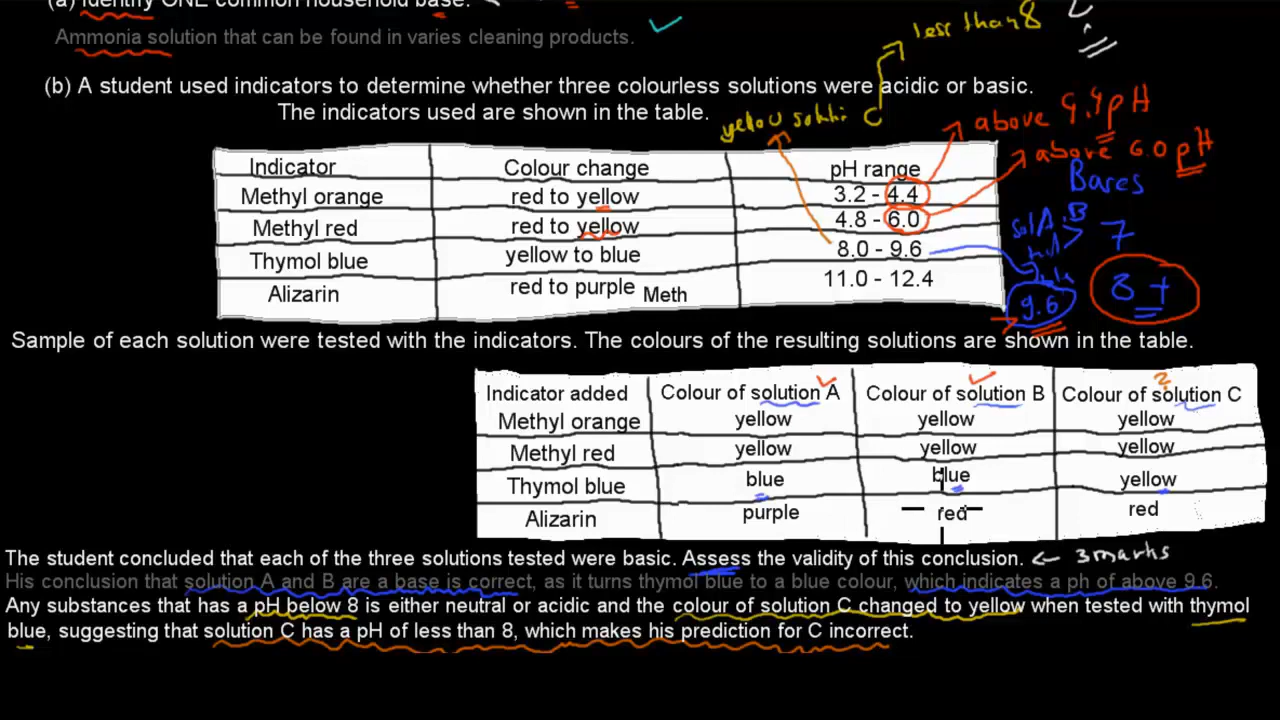 (a) Identify ONE common household base.
Ammonia solution that can be found in varies cleaning products.
less than 8
(b) A student used indicators to determine whether three colourless solutions were acidic or basic.
The indicators used are shown in the table.
yellow C
above pH
above 6.0 pH
Indicator Colour change pH range
Methyl orange red to yellow 3.2 - 4.4
Methyl red red to yellow 4.8 - 6.0
Thymol blue yellow to blue 8.0 - 9.6
Alizarin red to purple Meth 11.0 - 12.4
Bases
sol A, B
> 7
9.6
8 +
Sample of each solution were tested with the indicators. The colours of the resulting solutions are shown in the table.
?
Indicator added Colour of solution A Colour of solution B Colour of solution C
Methyl orange yellow yellow yellow
Methyl red yellow yellow yellow
Thymol blue blue blue yellow
Alizarin purple red red
The student concluded that each of the three solutions tested were basic. Assess the validity of this conclusion. ← 3 marks
His conclusion that solution A and B are a base is correct, as it turns thymol blue to a blue colour, which indicates a ph of above 9.6.
Any substances that has a pH below 8 is either neutral or acidic and the colour of solution C changed to yellow when tested with thymol
blue, suggesting that solution C has a pH of less than 8, which makes his prediction for C incorrect.